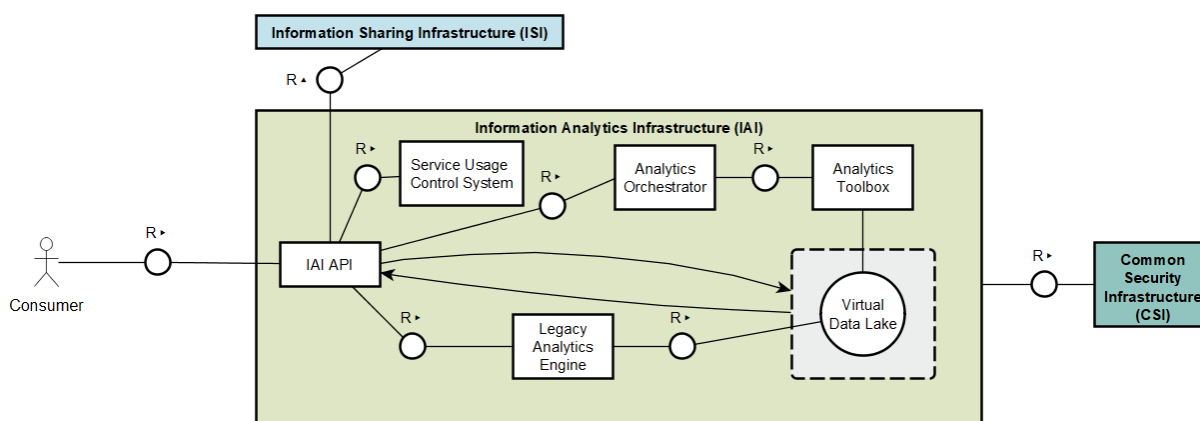 Information Sharing Infrastructure (ISI)
R
Information Analytics Infrastructure (IAI)
R
Service Usage
Control System
R
Analytics
Orchestrator
R
Analytics
Toolbox
R
Consumer
IAI API
R
Common
Security
Infrastructure
(CSI)
Virtual
Data Lake
R
Legacy
Analytics
Engine
R